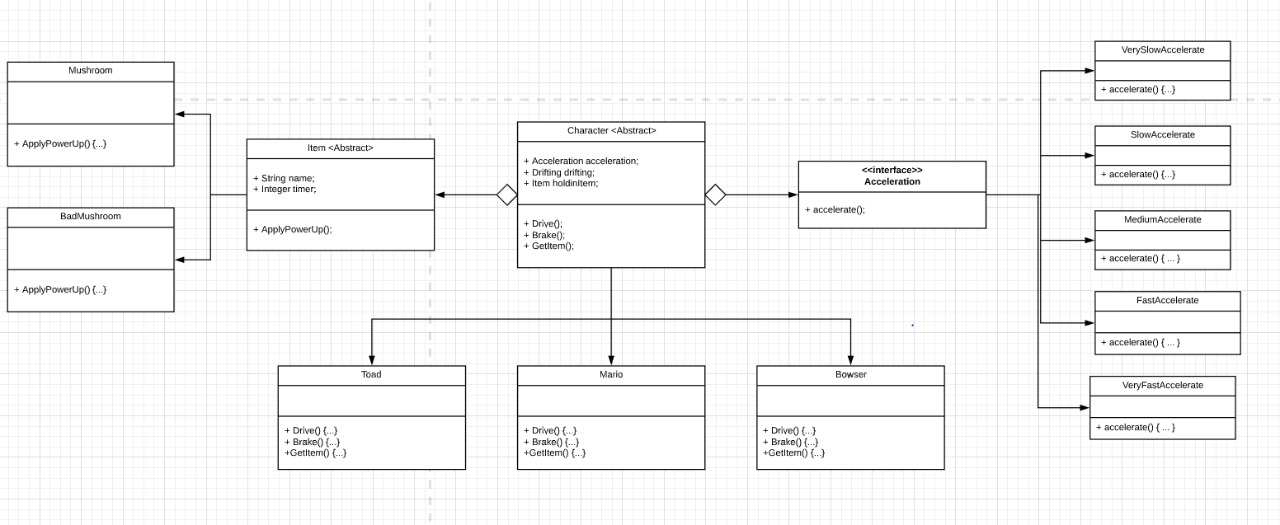 Mushroom
+ ApplyPowerUp() {...}
BadMushroom
+ ApplyPowerUp() {...}
Item <Abstract>
+ String name;
+ Integer timer;
+ ApplyPowerUp();
Character <Abstract>
+ Acceleration acceleration;
+ Drifting drifting;
+ Item holdinItem;
+ Drive();
+ Brake();
+ GetItem();
<<interface>>
Acceleration
+ accelerate();
VerySlowAccelerate
+ accelerate() {...}
SlowAccelerate
+ accelerate() {...}
MediumAccelerate
+ accelerate() { ... }
FastAccelerate
+ accelerate() { ... }
VeryFastAccelerate
+ accelerate() { ... }
Toad
+ Drive() {...}
+ Brake() {...}
+GetItem() {...}
Mario
+ Drive() {...}
+ Brake() {...}
+GetItem() {...}
Bowser
+ Drive() {...}
+ Brake() {...}
+GetItem() {...}